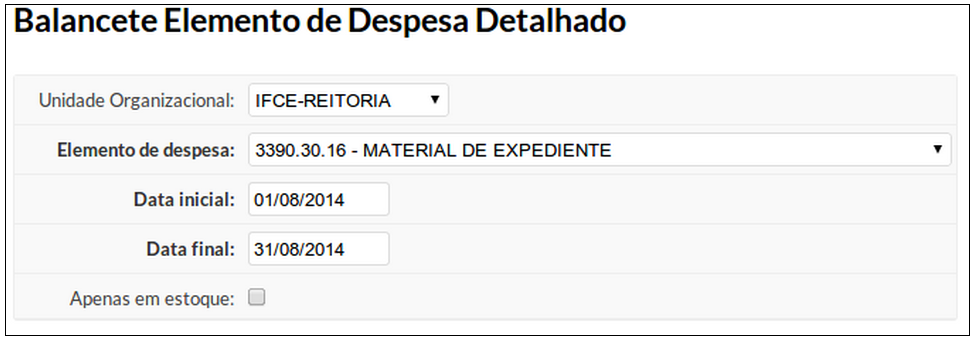 Balancete Elemento de Despesa Detalhado
Unidade Organizacional: IFCE-REITORIA
Elemento de despesa: 3390.30.16 - MATERIAL DE EXPEDIENTE
Data inicial: 01/08/2014
Data final: 31/08/2014
Apenas em estoque: